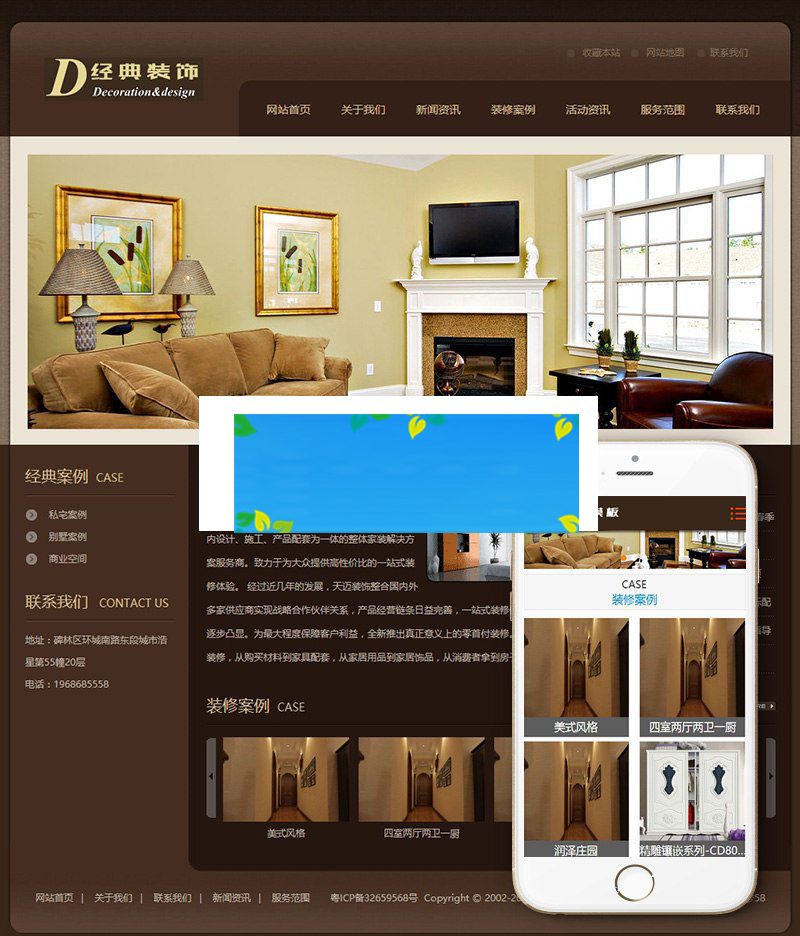 收藏本站 网站地图 联系我们
D 经典装饰
Decoration&design
网站首页 关于我们 新闻资讯 装修案例 活动资讯 服务范围 联系我们
经典案例 CASE
私宅案例
别墅案例
商业空间
联系我们 CONTACT US
地址：碑林区环城南路东段城市浩
星第55幢20层
电话：1968685558
内设计、施工、产品配套为一体的整体家装解决方
案服务商。致力于为大众提供高性价比的一站式装
修体验。 经过近几年的发展，天迈装饰整合国内外
多家供应商实现战略合作伙伴关系，产品经营链条日益完善，一站式装修
逐步凸显。为最大程度保障客户利益，全新推出真正意义上的零首付装修。
装修，从购买材料到家具配套，从家居用品到家居饰品，从消费者拿到房
装修案例 CASE
美式风格
四室两厅两卫一厨
板
CASE
装修案例
美式风格
四室两厅两卫一厨
润泽庄园
精雕镶嵌系列-CD80...
春季
网站首页 | 关于我们 | 联系我们 | 新闻资讯 | 服务范围 粤ICP备32659568号 Copyright © 2002-20
58